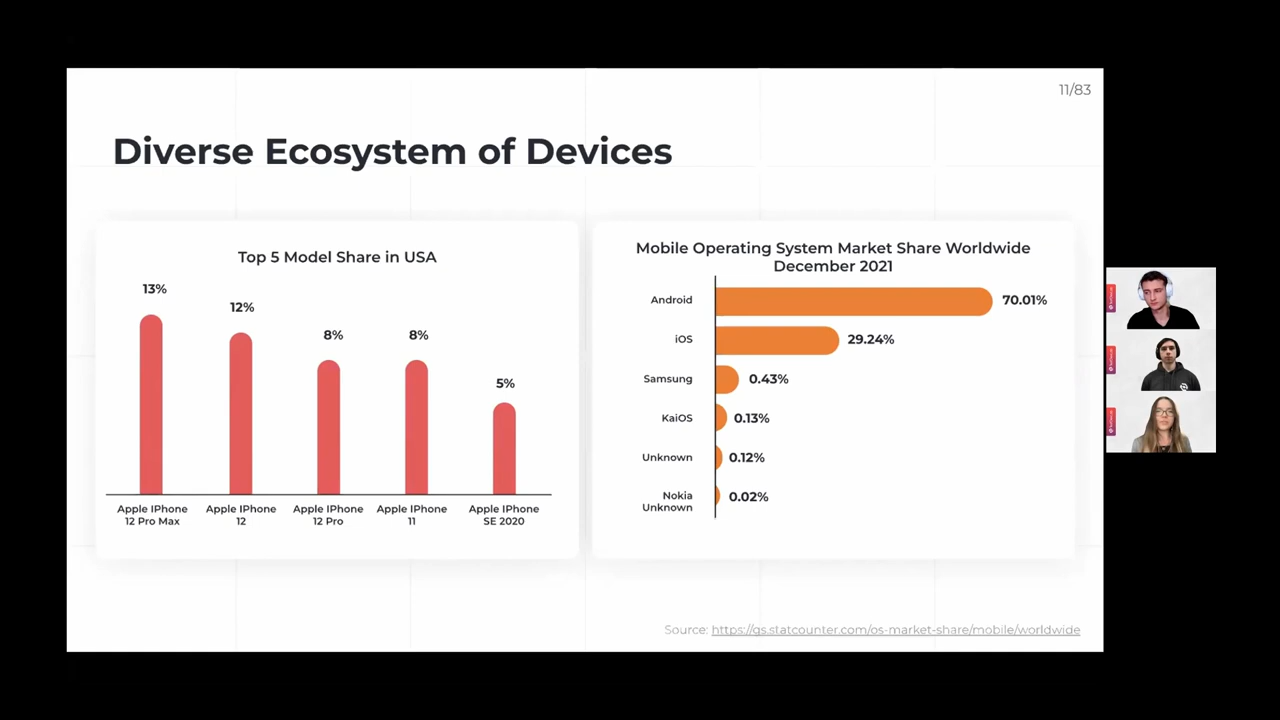 11/83
Diverse Ecosystem of Devices
Top 5 Model Share in USA
13%
12%
8%
8%
5%
Apple IPhone
12 Pro Max
Apple IPhone
12
Apple IPhone
12 Pro
Apple IPhone
11
Apple IPhone
SE 2020
Mobile Operating System Market Share Worldwide
December 2021
Android
70.01%
iOS
29.24%
Samsung
0.43%
KaiOS
0.13%
Unknown
0.12%
Nokia
Unknown
0.02%
Source: https://gs.statcounter.com/os-market-share/mobile/worldwide